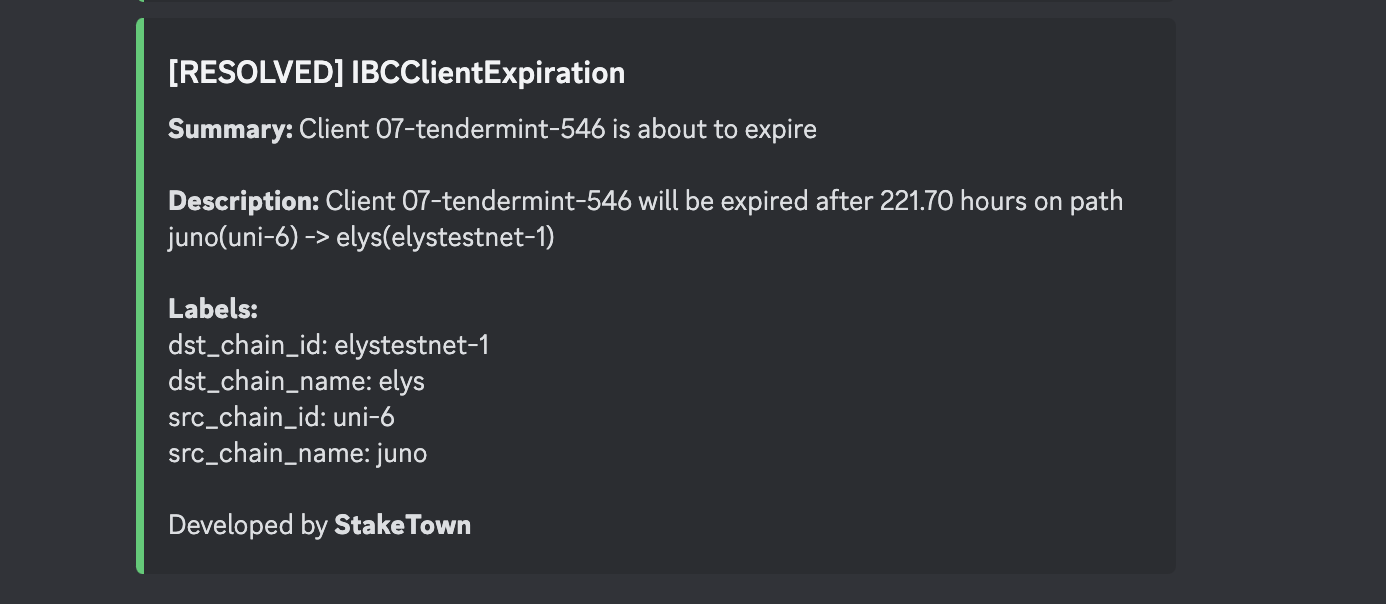 [RESOLVED] IBCClientExpiration
Summary: Client 07-tendermint-546 is about to expire
Description: Client 07-tendermint-546 will be expired after 221.70 hours on path
juno(uni-6) -> elys(elystestnet-1)
Labels:
dst_chain_id: elystestnet-1
dst_chain_name: elys
src_chain_id: uni-6
src_chain_name: juno
Developed by StakeTown